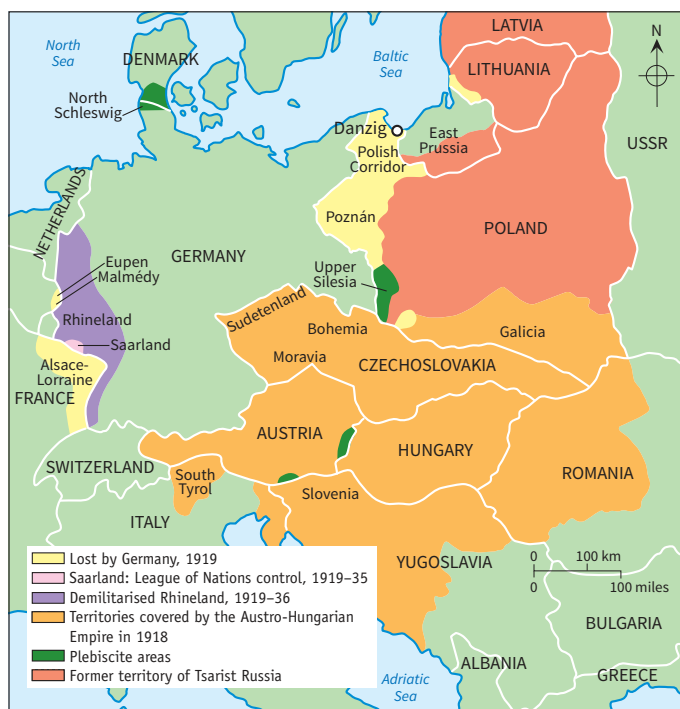 North
Sea
DENMARK
North
Schleswig
Baltic
Sea
LATVIA
LITHUANIA
N
Danzig
East
Prussia
Polish
Corridor
USSR
NETHERLANDS
Poznán
POLAND
GERMANY
Eupen
Malmédy
Upper
Silesia
Rhineland
Sudetenland
Bohemia
Galicia
Saarland
Moravia
CZECHOSLOVAKIA
Alsace-
Lorraine
FRANCE
AUSTRIA
HUNGARY
SWITZERLAND
South
Tyrol
ROMANIA
Slovenia
ITALY
YUGOSLAVIA
0 100 km
0 100 miles
BULGARIA
ALBANIA
GREECE
Adriatic
Sea
Lost by Germany, 1919
Saarland: League of Nations control, 1919–35
Demilitarised Rhineland, 1919–36
Territories covered by the Austro-Hungarian
Empire in 1918
Plebiscite areas
Former territory of Tsarist Russia